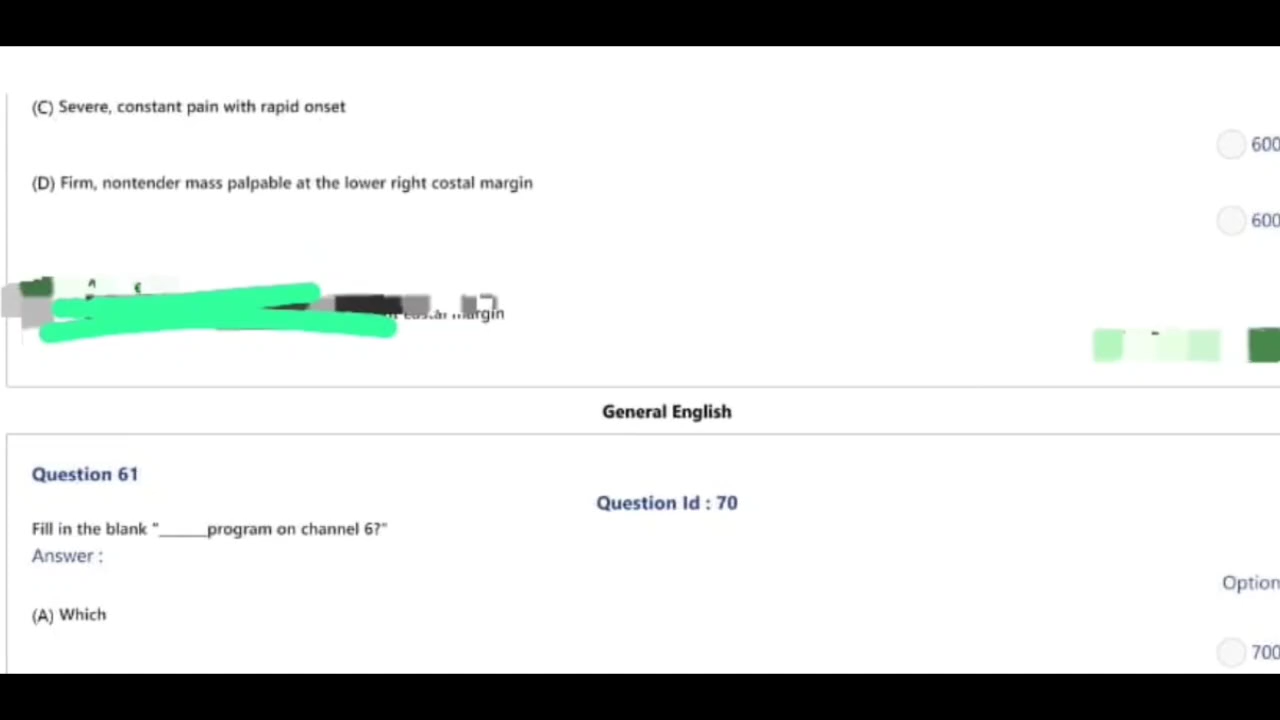 (C) Severe, constant pain with rapid onset
600
(D) Firm, nontender mass palpable at the lower right costal margin
600
margin
General English
Question 61
Question Id : 70
Fill in the blank "_____program on channel 6?"
Answer :
Option
(A) Which
700